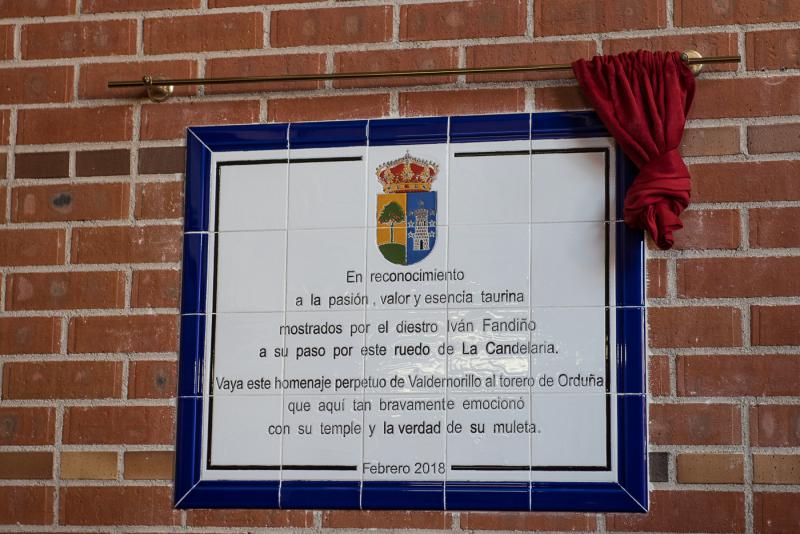 En reconocimiento
a la pasión, valor y esencia taurina
mostrados por el diestro Iván Fandiño
a su paso por este ruedo de La Candelaria.
Vaya este homenaje perpetuo de Valdemorillo al torero de Orduña
que aquí tan bravamente emocionó
con su temple y la verdad de su muleta.
Febrero 2018